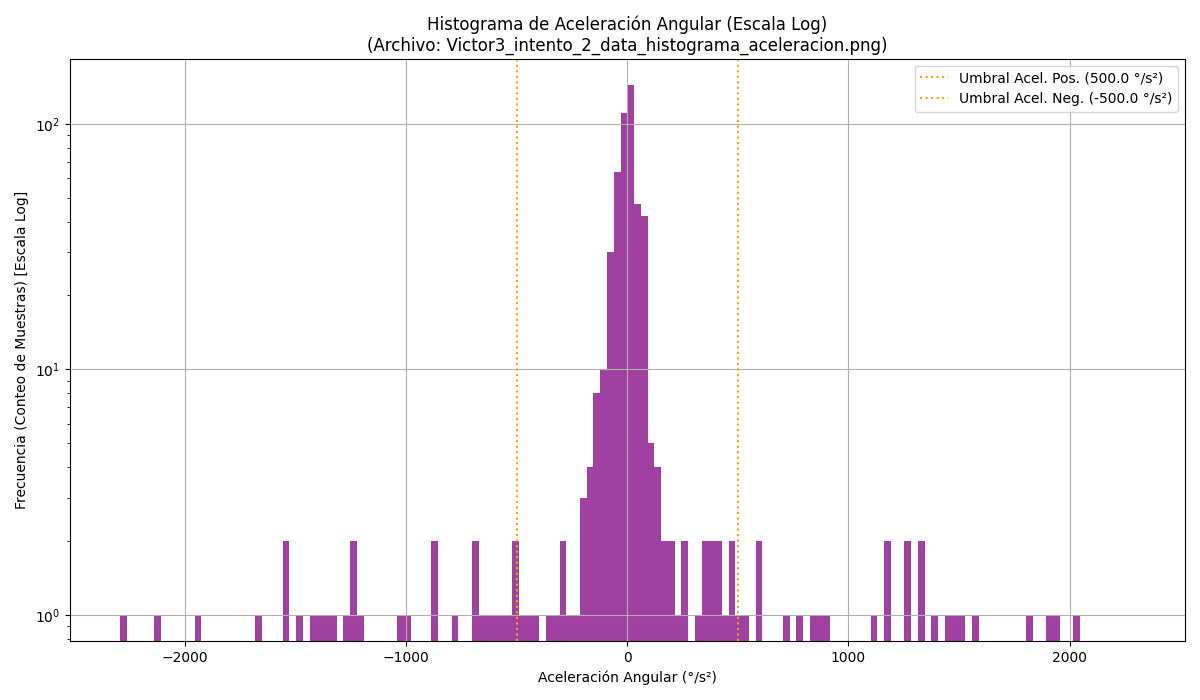 Histograma de Aceleración Angular (Escala Log)
(Archivo: Victor3_intento_2_data_histograma_aceleracion.png)
Umbral Acel. Pos. (500.0 °/s²)
Umbral Acel. Neg. (-500.0 °/s²)
Frecuencia (Conteo de Muestras) [Escala Log]
10²
10¹
10⁰
−2000 −1000 0 1000 2000
Aceleración Angular (°/s²)